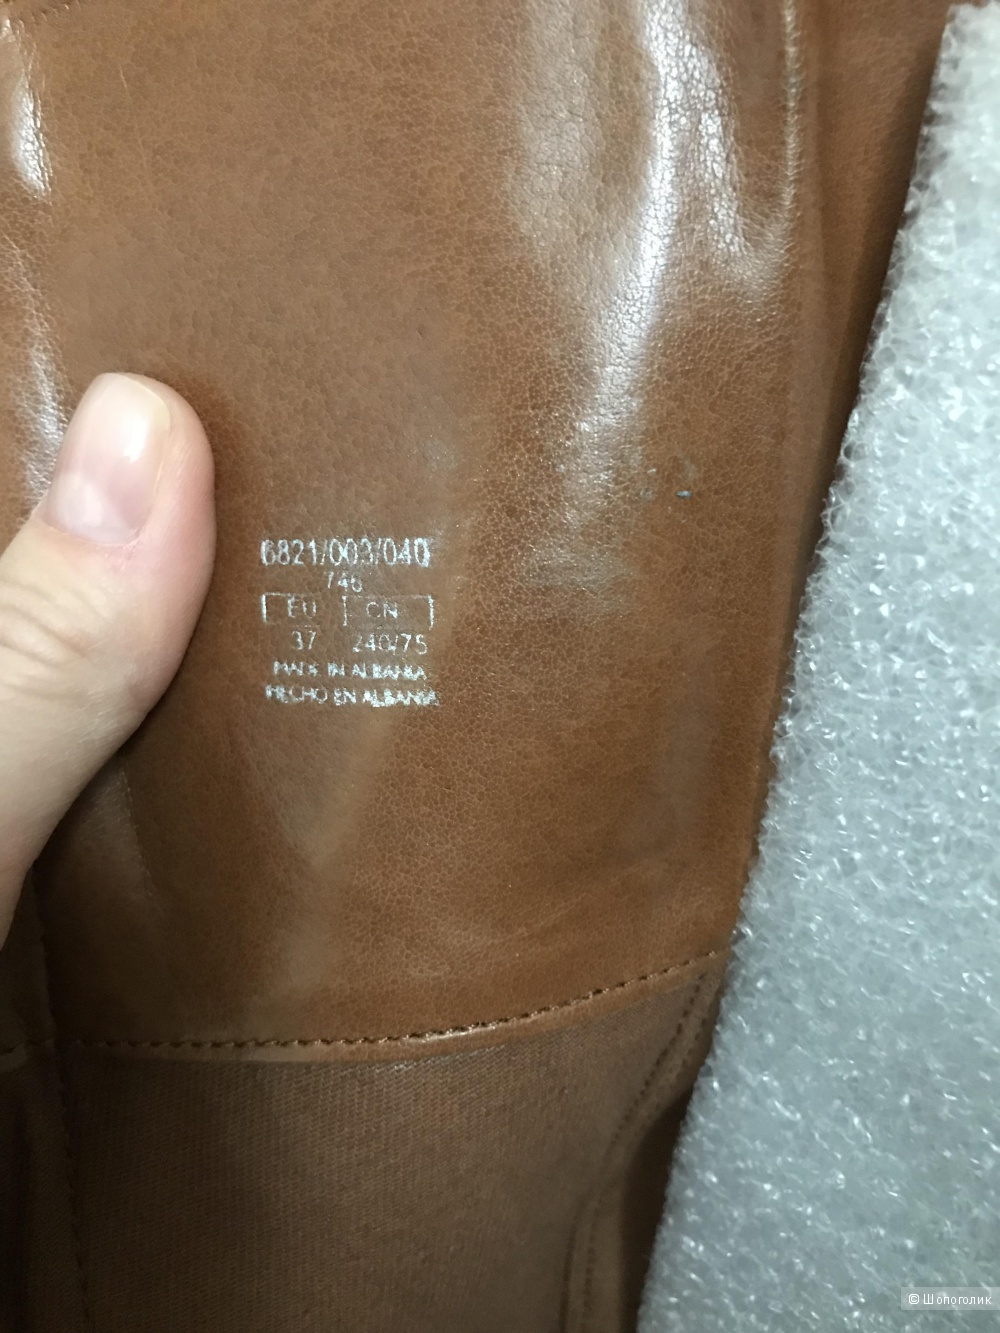 6821/003/040
746
EU CN
37 240/75
MADE IN ALBANIA
HECHO EN ALBANIA
© Шопоголик